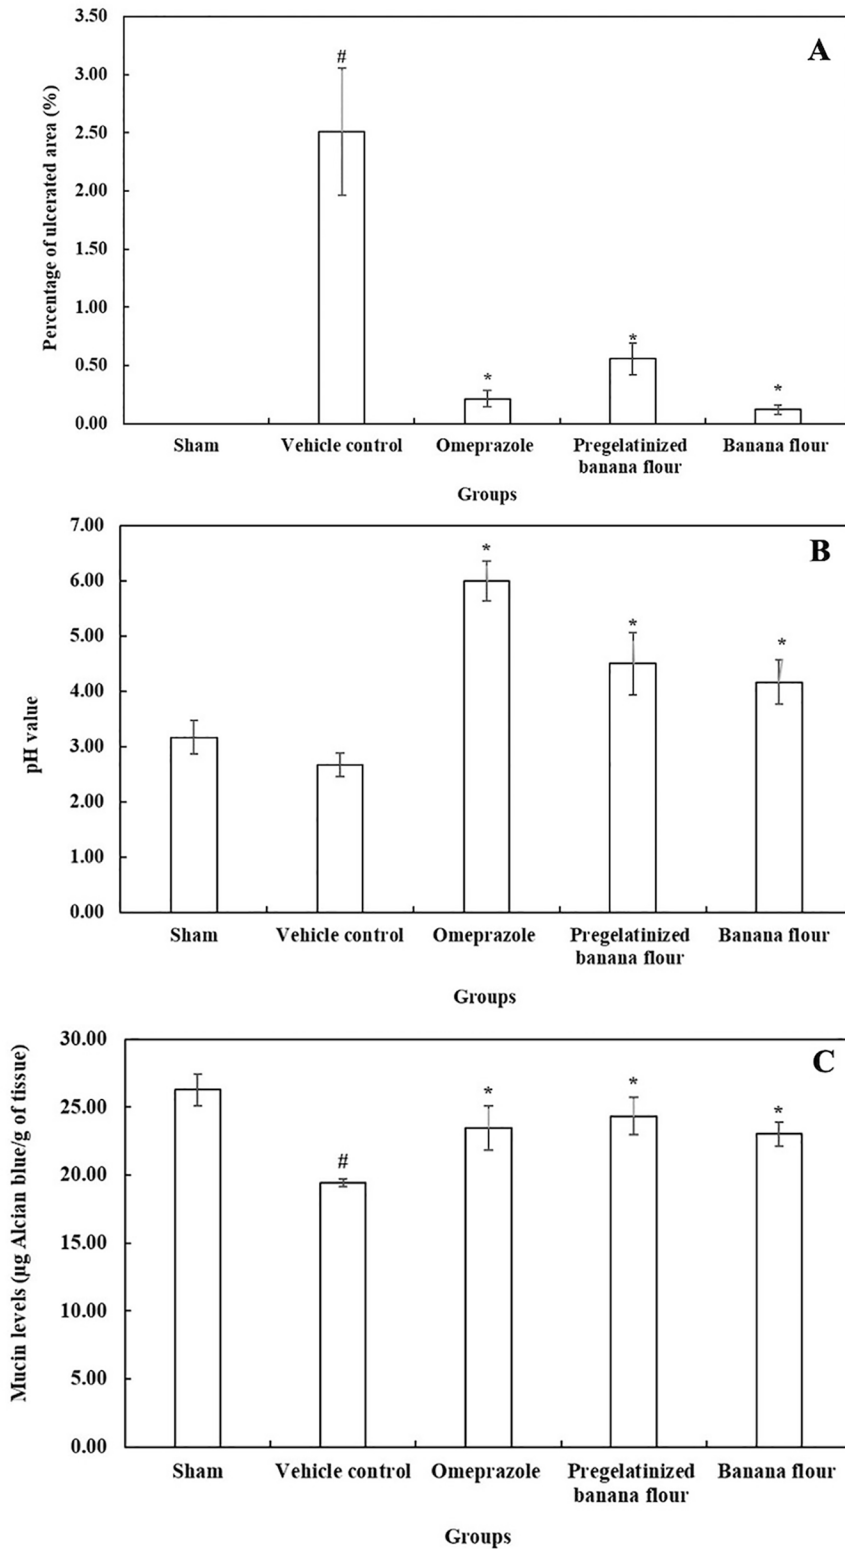 A
Percentage of ulcerated area (%)
3.50
3.00
2.50
2.00
1.50
1.00
0.50
0.00
#
*
*
*
Sham
Vehicle control
Omeprazole
Pregelatinized
banana flour
Banana flour
Groups
B
pH value
7.00
6.00
5.00
4.00
3.00
2.00
1.00
0.00
*
*
*
Sham
Vehicle control
Omeprazole
Pregelatinized
banana flour
Banana flour
Groups
C
Mucin levels (µg Alcian blue/g of tissue)
30.00
25.00
20.00
15.00
10.00
5.00
0.00
#
*
*
*
Sham
Vehicle control
Omeprazole
Pregelatinized
banana flour
Banana flour
Groups